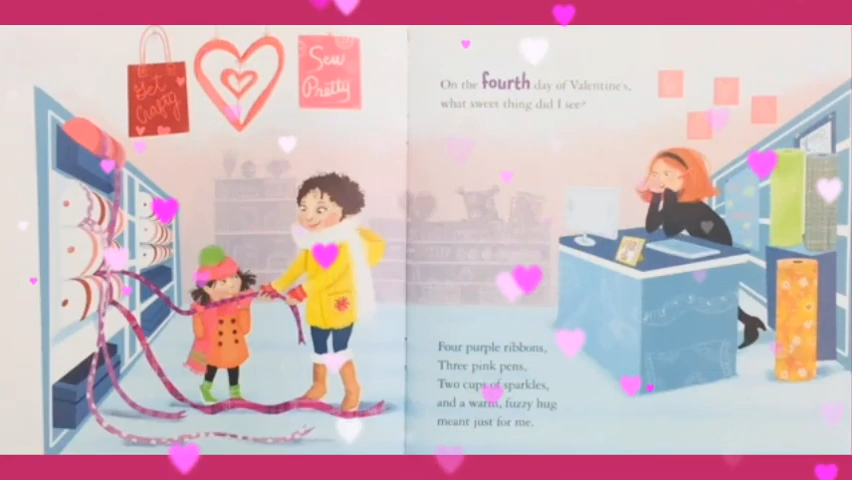 Get
Crafty
Sew
Pretty
On the fourth day of Valentine's,
what sweet thing did I see?
Four purple ribbons,
Three pink pens,
Two cups of sparkles,
and a warm, fuzzy hug
meant just for me.